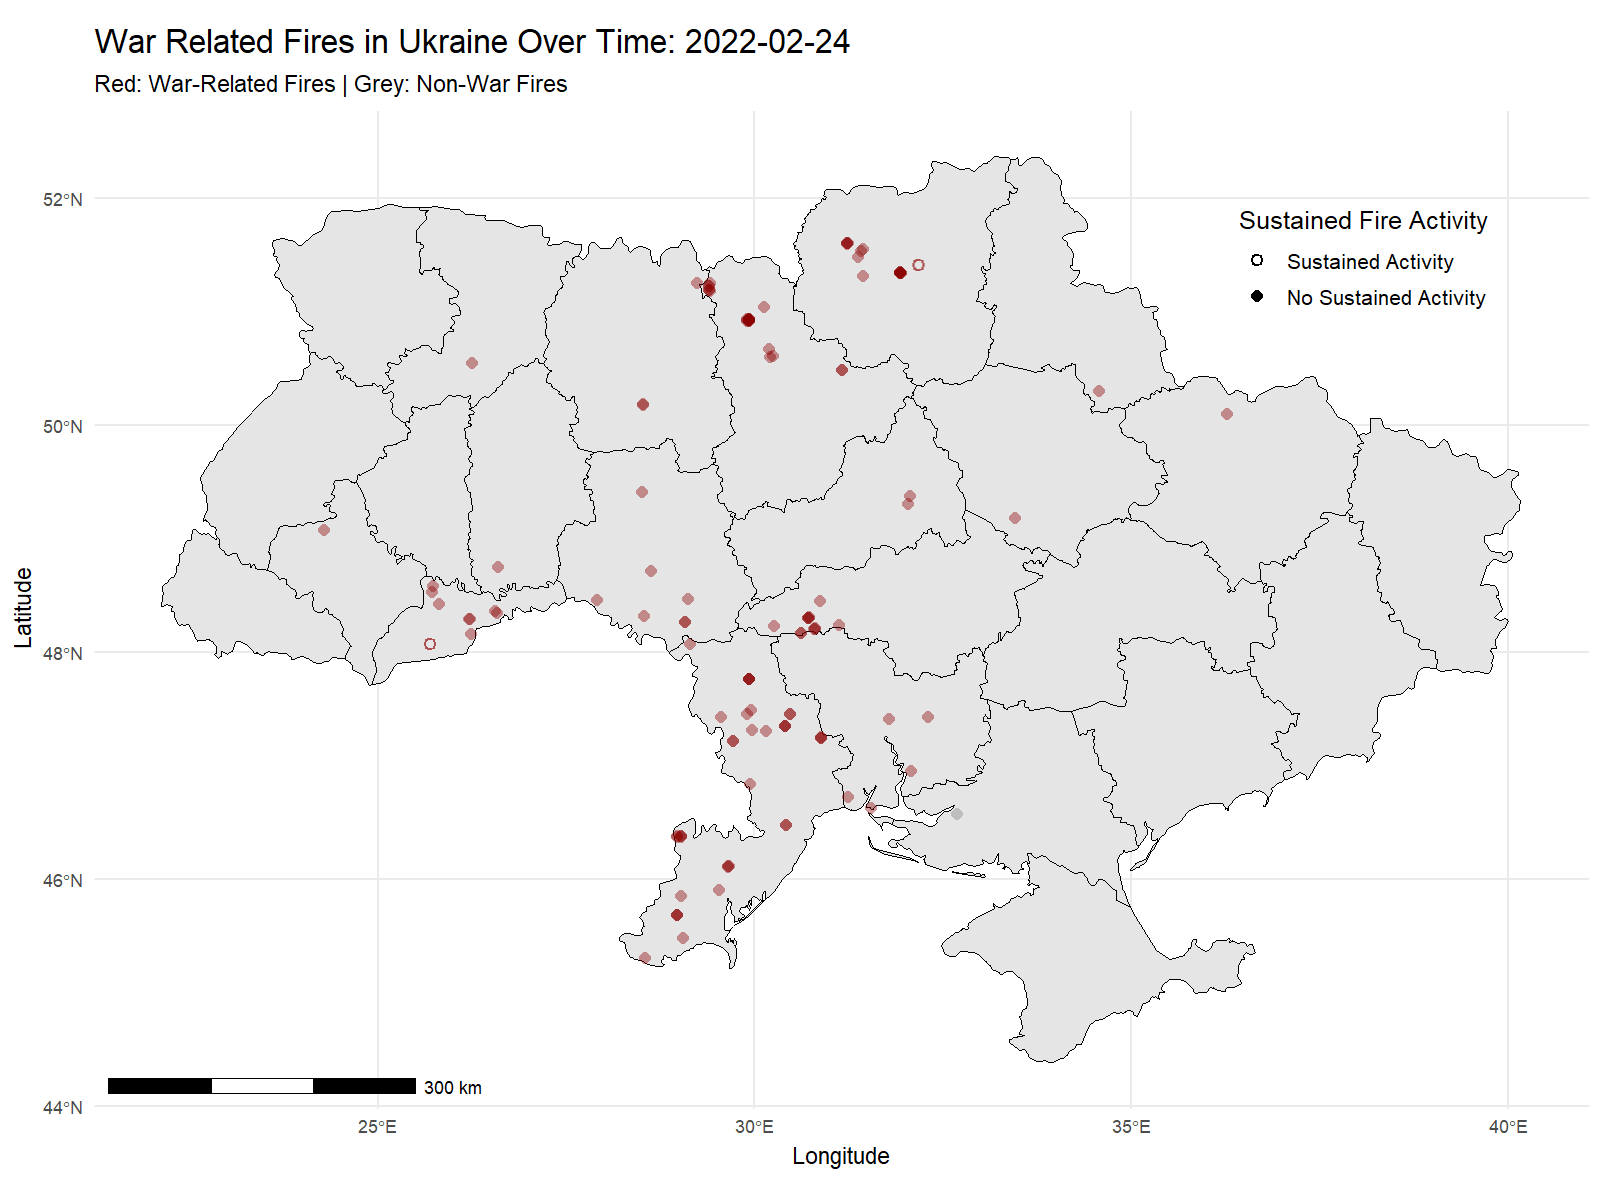 War Related Fires in Ukraine Over Time: 2022-02-24
Red: War-Related Fires | Grey: Non-War Fires
Sustained Fire Activity
Sustained Activity
No Sustained Activity
52°N
50°N
48°N
46°N
44°N
Latitude
300 km
25°E
30°E
35°E
40°E
Longitude